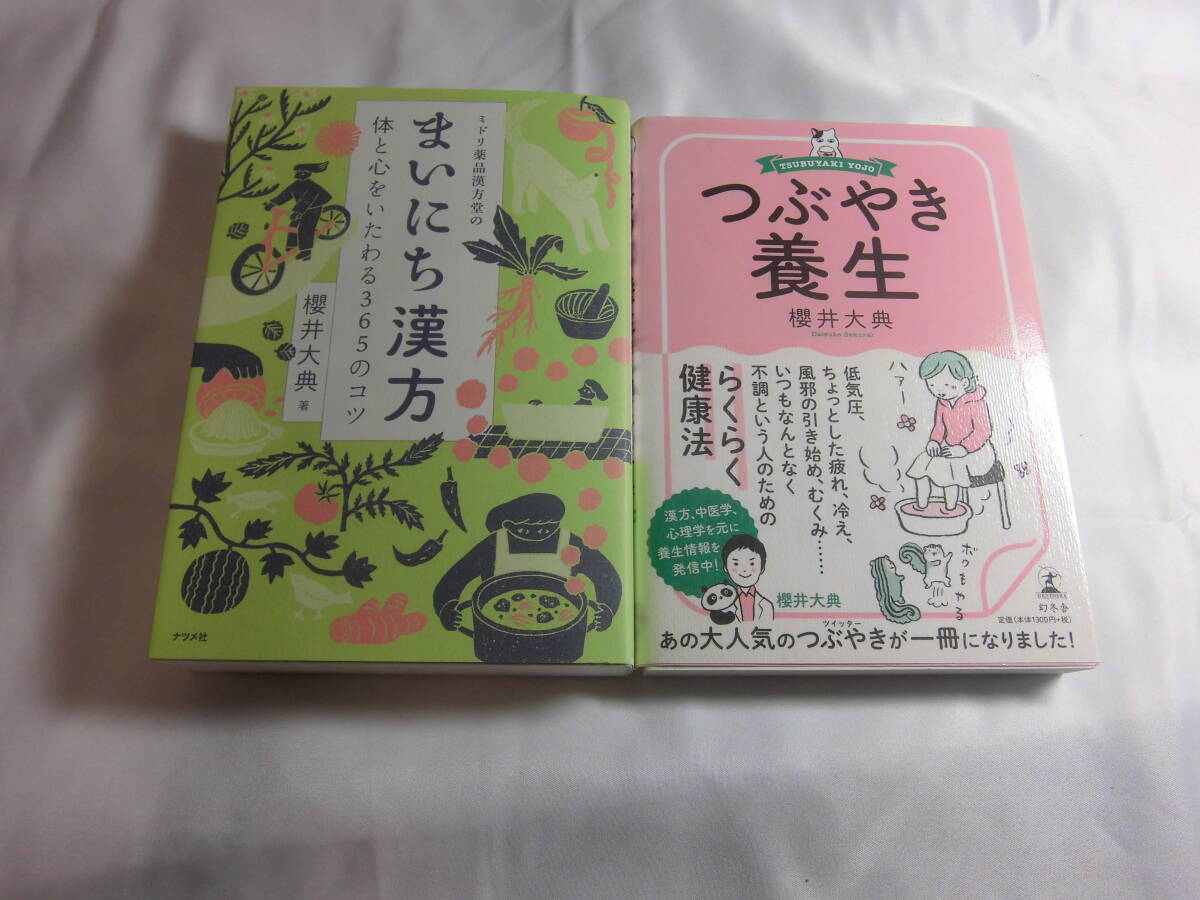 ミドリ薬品漢方堂の
まいにち漢方
体と心をいたわる365のコツ
櫻井大典 著
ナツメ社
TSUBUYAKI YOJO
つぶやき
養生
櫻井大典
Daisuke Sakurai
低気圧、
ちょっとした疲れ、冷え、
風邪の引き始め、むくみ……
いつもなんとなく
不調という人のための
らくらく
健康法
ハァー
漢方、中医学、
心理学を元に
養生情報を
発信中!
櫻井大典
ボクもやる
GENTOSHA
幻冬舎
定価(本体1300円+税)
ツイッター
あの大人気のつぶやきが一冊になりました!